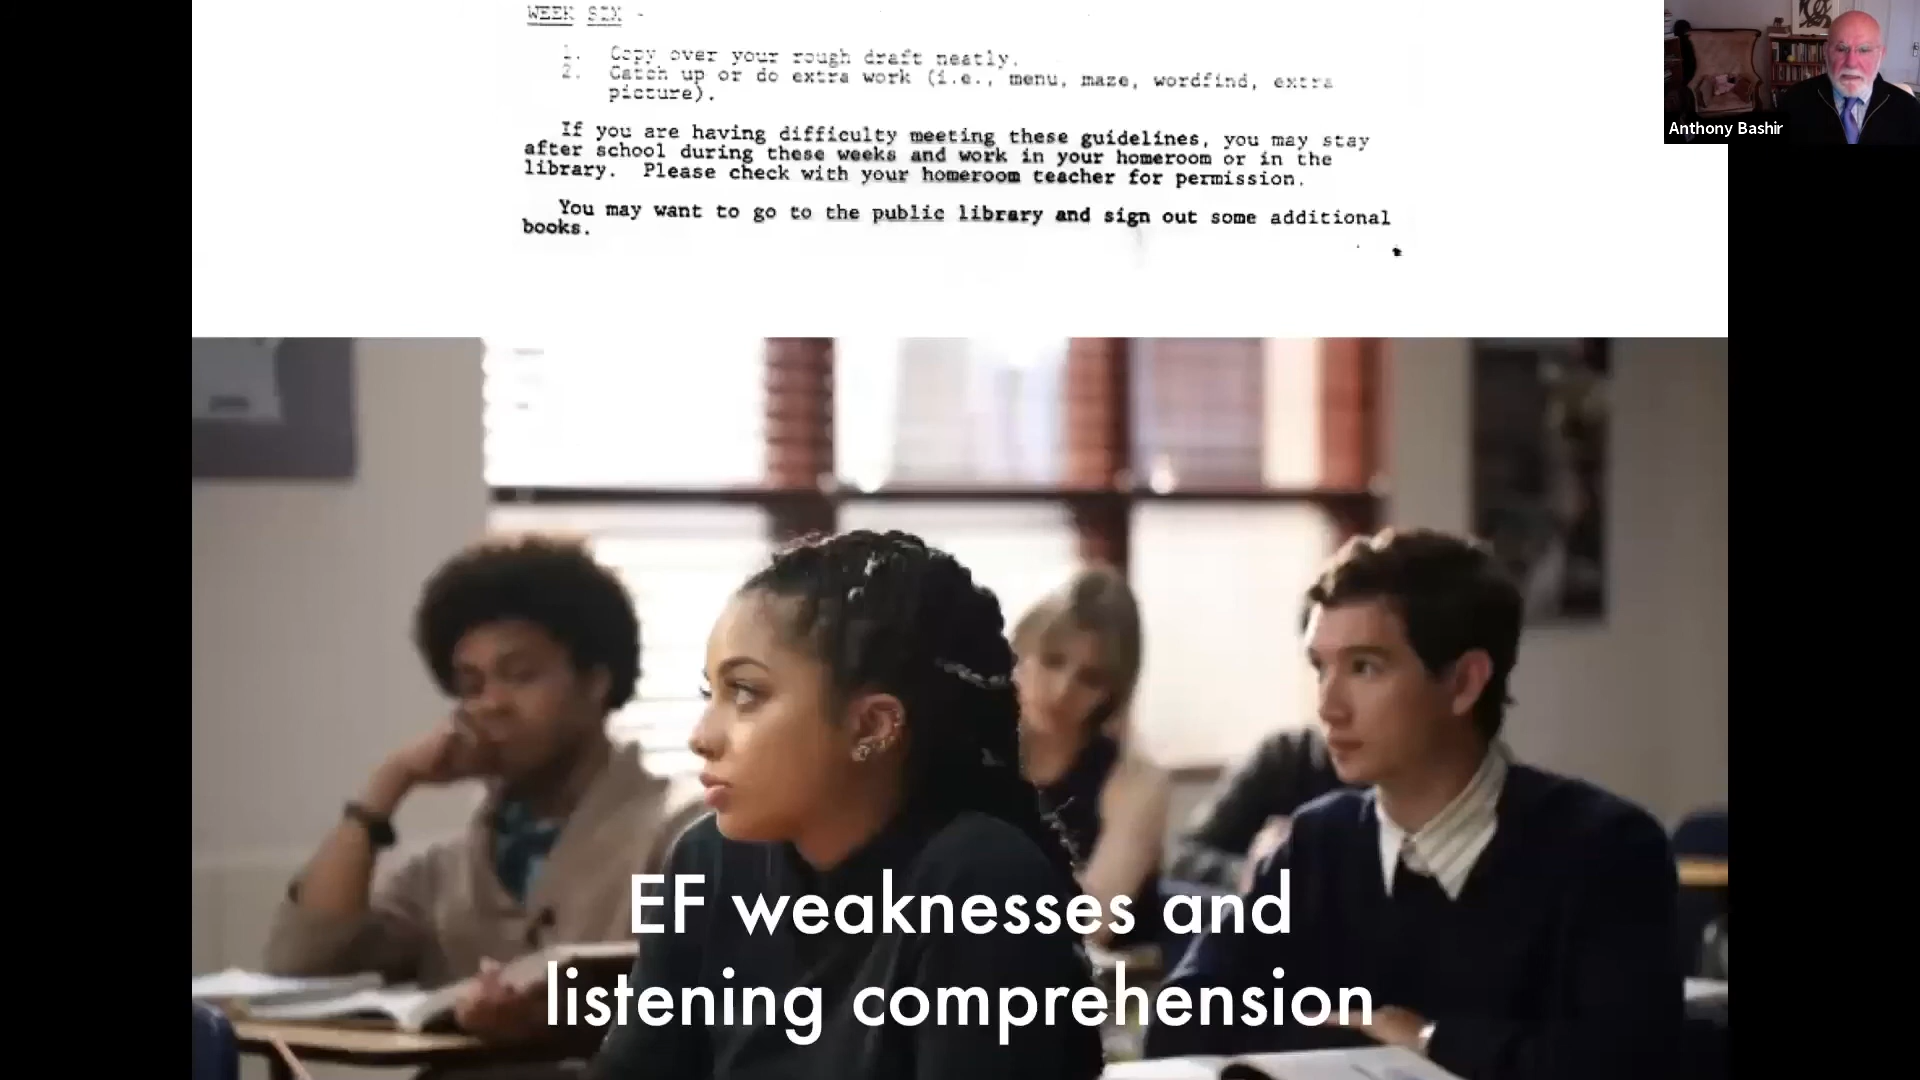 WEEK SIX -
1. Copy over your rough draft neatly.
2. Catch up or do extra work (i.e., menu, maze, wordfind, extra
picture).
If you are having difficulty meeting these guidelines, you may stay
after school during these weeks and work in your homeroom or in the
library. Please check with your homeroom teacher for permission.
You may want to go to the public library and sign out some additional
books.
Anthony Bashir
EF weaknesses and
listening comprehension